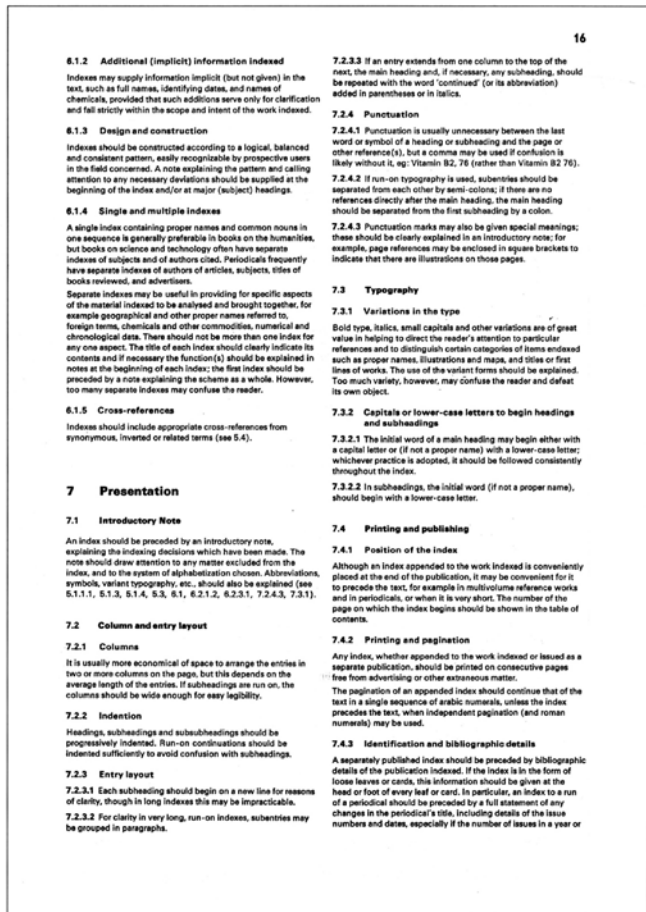 16
6.1.2 Additional (implicit) information indexed
Indexes may supply information implicit (but not given) in the
text, such as full names, identifying dates, and names of
chemicals, provided that such additions serve only for clarification
and fall strictly within the scope and intent of the work indexed.
6.1.3 Design and construction
Indexes should be constructed according to a logical, balanced
and consistent pattern, easily recognizable by prospective users
in the field concerned. A note explaining the pattern and calling
attention to any necessary deviations should be supplied at the
beginning of the index and/or at major (subject) headings.
6.1.4 Single and multiple indexes
A single index containing proper names and common nouns in
one sequence is generally preferable in books on the humanities,
but books on science and technology often have separate
indexes of subjects and of authors cited. Periodicals frequently
have separate indexes of authors of articles, subjects, titles of
books reviewed, and advertisers.
Separate indexes may be useful in providing for specific aspects
of the material indexed to be analysed and brought together, for
example geographical and other proper names referred to,
foreign terms, chemicals and other commodities, numerical and
chronological data. There should not be more than one index for
any one aspect. The title of each index should clearly indicate its
contents and if necessary the function(s) should be explained in
notes at the beginning of each index; the first index should be
preceded by a note explaining the scheme as a whole. However,
too many separate indexes may confuse the reader.
6.1.5 Cross-references
Indexes should include appropriate cross-references from
synonymous, inverted or related terms (see 5.4).
7 Presentation
7.1 Introductory Note
An index should be preceded by an introductory note,
explaining the indexing decisions which have been made. The
note should draw attention to any matter excluded from the
index, and to the system of alphabetization chosen. Abbreviations,
symbols, variant typography, etc., should also be explained (see
5.1.1.1, 5.1.3, 5.1.4, 5.3, 6.1, 6.2.1.2, 6.2.3.1, 7.2.4.3, 7.3.1).
7.2 Column and entry layout
7.2.1 Columns
It is usually more economical of space to arrange the entries in
two or more columns on the page, but this depends on the
average length of the entries. If subheadings are run on, the
columns should be wide enough for easy legibility.
7.2.2 Indention
Headings, subheadings and subsubheadings should be
progressively indented. Run-on continuations should be
indented sufficiently to avoid confusion with subheadings.
7.2.3 Entry layout
7.2.3.1 Each subheading should begin on a new line for reasons
of clarity, though in long indexes this may be impracticable.
7.2.3.2 For clarity in very long, run-on indexes, subentries may
be grouped in paragraphs.
7.2.3.3 If an entry extends from one column to the top of the
next, the main heading and, if necessary, any subheading, should
be repeated with the word 'continued' (or its abbreviation)
added in parentheses or in italics.
7.2.4 Punctuation
7.2.4.1 Punctuation is usually unnecessary between the last
word or symbol of a heading or subheading and the page or
other reference(s), but a comma may be used if confusion is
likely without it, eg: Vitamin B2, 76 (rather than Vitamin B2 76).
7.2.4.2 If run-on typography is used, subentries should be
separated from each other by semi-colons; if there are no
references directly after the main heading, the main heading
should be separated from the first subheading by a colon.
7.2.4.3 Punctuation marks may also be given special meanings;
these should be clearly explained in an introductory note; for
example, page references may be enclosed in square brackets to
indicate that there are illustrations on those pages.
7.3 Typography
7.3.1 Variations in the type
Bold type, italics, small capitals and other variations are of great
value in helping to direct the reader's attention to particular
references and to distinguish certain categories of items endexed
such as proper names, illustrations and maps, and titles or first
lines of works. The use of the variant forms should be explained.
Too much variety, however, may confuse the reader and defeat
its own object.
7.3.2 Capitals or lower-case letters to begin headings
and subheadings
7.3.2.1 The initial word of a main heading may begin either with
a capital letter or (if not a proper name) with a lower-case letter;
whichever practice is adopted, it should be followed consistently
throughout the index.
7.3.2.2 In subheadings, the initial word (if not a proper name),
should begin with a lower-case letter.
7.4 Printing and publishing
7.4.1 Position of the index
Although an index appended to the work indexed is conveniently
placed at the end of the publication, it may be convenient for it
to precede the text, for example in multivolume reference works
and in periodicals, or when it is very short. The number of the
page on which the index begins should be shown in the table of
contents.
7.4.2 Printing and pagination
Any index, whether appended to the work indexed or issued as a
separate publication, should be printed on consecutive pages
free from advertising or other extraneous matter.
The pagination of an appended index should continue that of the
text in a single sequence of arabic numerals, unless the index
precedes the text, when independent pagination (and roman
numerals) may be used.
7.4.3 Identification and bibliographic details
A separately published index should be preceded by bibliographic
details of the publication indexed. If the index is in the form of
loose leaves or cards, this information should be given at the
head or foot of every leaf or card. In particular, an index to a run
of a periodical should be preceded by a full statement of any
changes in the periodical's title, including details of the issue
numbers and dates, especially if the number of issues in a year or